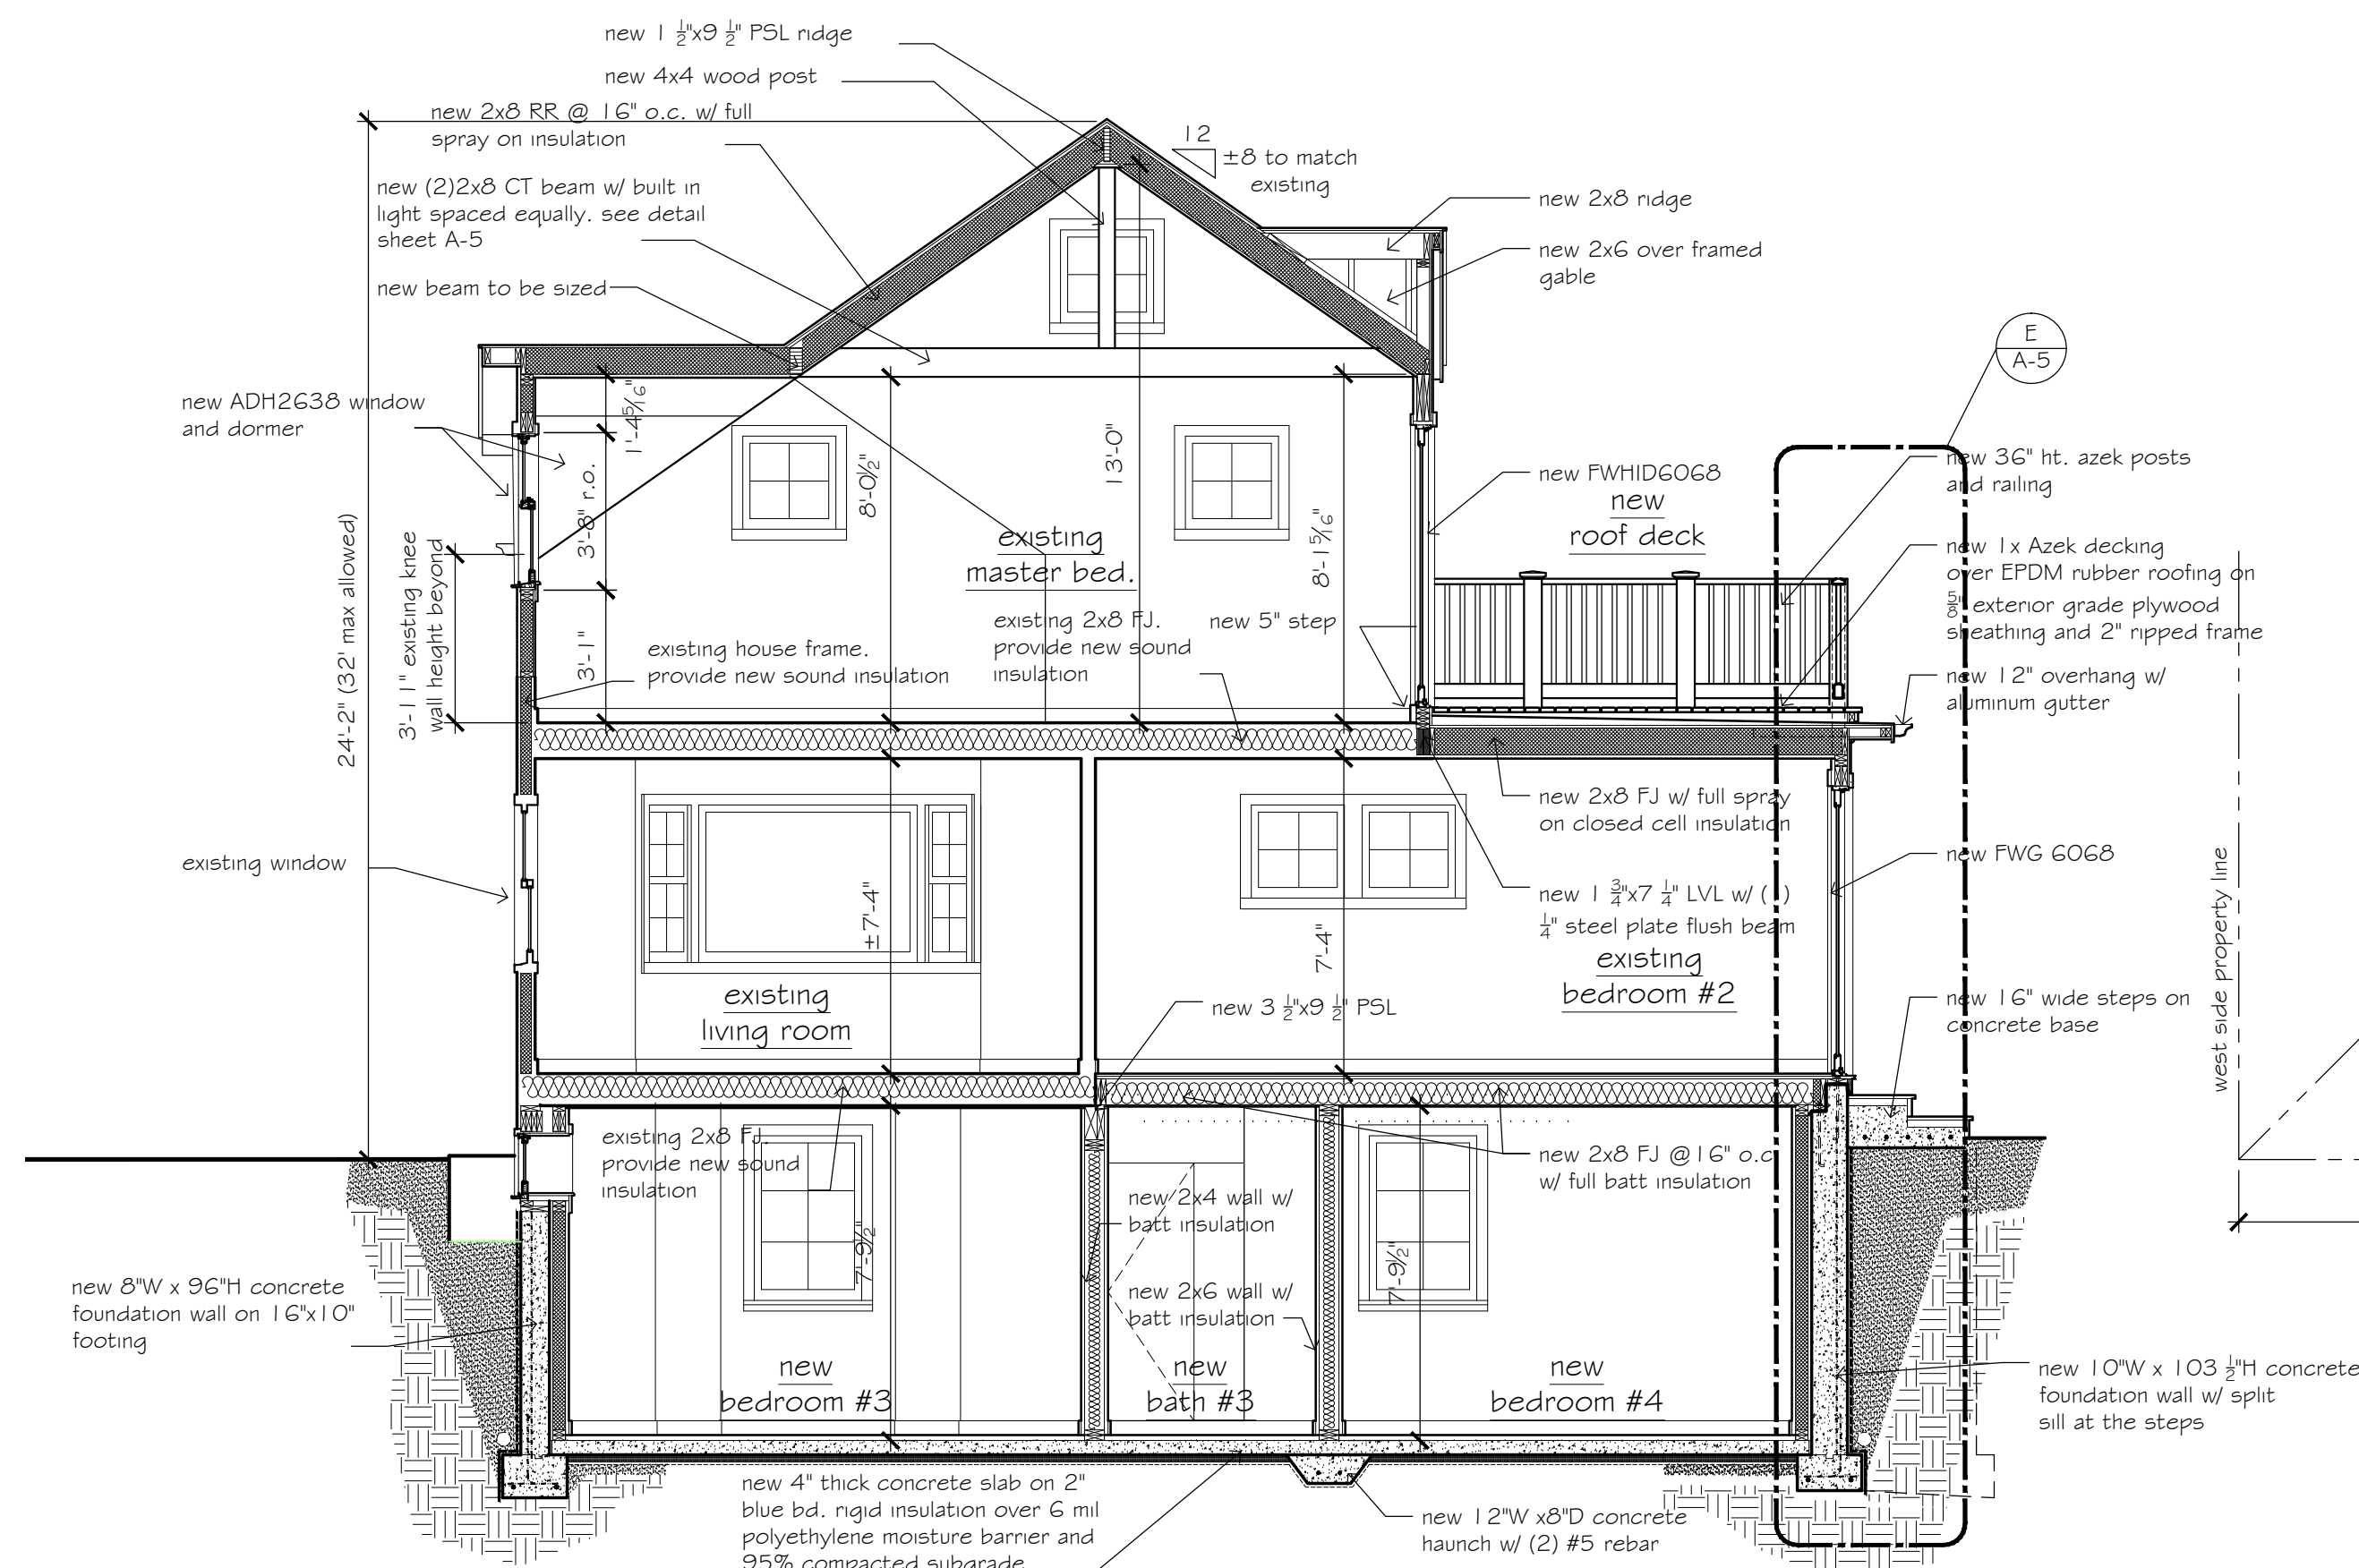 new 1 1/2"x9 1/2" PSL ridge
new 4x4 wood post
new 2x8 RR @ 16" o.c. w/ full
spray on insulation
new (2)2x8 CT beam w/ built in
light spaced equally. see detail
sheet A-5
new beam to be sized
12
±8 to match
existing
new 2x8 ridge
new 2x6 over framed
gable
E
A-5
new ADH2638 window
and dormer
1'-4 5/16"
3'-8" r.o.
3'-1"
8'-0 1/2"
13'-0"
8'-1 5/16"
24'-2" (32' max allowed)
3'-11" existing knee
wall height beyond
existing
master bed.
new FWHID6068
new
roof deck
new 36" ht. azek posts
and railing
new 1x Azek decking
over EPDM rubber roofing on
5/8" exterior grade plywood
sheathing and 2" ripped frame
new 12" overhang w/
aluminum gutter
existing house frame.
provide new sound insulation
existing 2x8 FJ.
provide new sound
insulation
new 5" step
existing window
±7'-4"
7'-4"
new 2x8 FJ w/ full spray
on closed cell insulation
new 1 3/4"x7 1/4" LVL w/ ( )
1/4" steel plate flush beam
new FWG 6068
west side property line
existing
living room
existing
bedroom #2
new 3 1/2"x9 1/2" PSL
new 16" wide steps on
concrete base
existing 2x8 FJ.
provide new sound
insulation
new 2x8 FJ @16" o.c
w/ full batt insulation
new 2x4 wall w/
batt insulation
new 2x6 wall w/
batt insulation
7'-9 1/2"
7'-9 1/2"
new 8"W x 96"H concrete
foundation wall on 16"x10"
footing
new
bedroom #3
new
bath #3
new
bedroom #4
new 10"W x 103 1/2"H concrete
foundation wall w/ split
sill at the steps
new 4" thick concrete slab on 2"
blue bd. rigid insulation over 6 mil
polyethylene moisture barrier and
95% compacted subgrade
new 12"W x8"D concrete
haunch w/ (2) #5 rebar